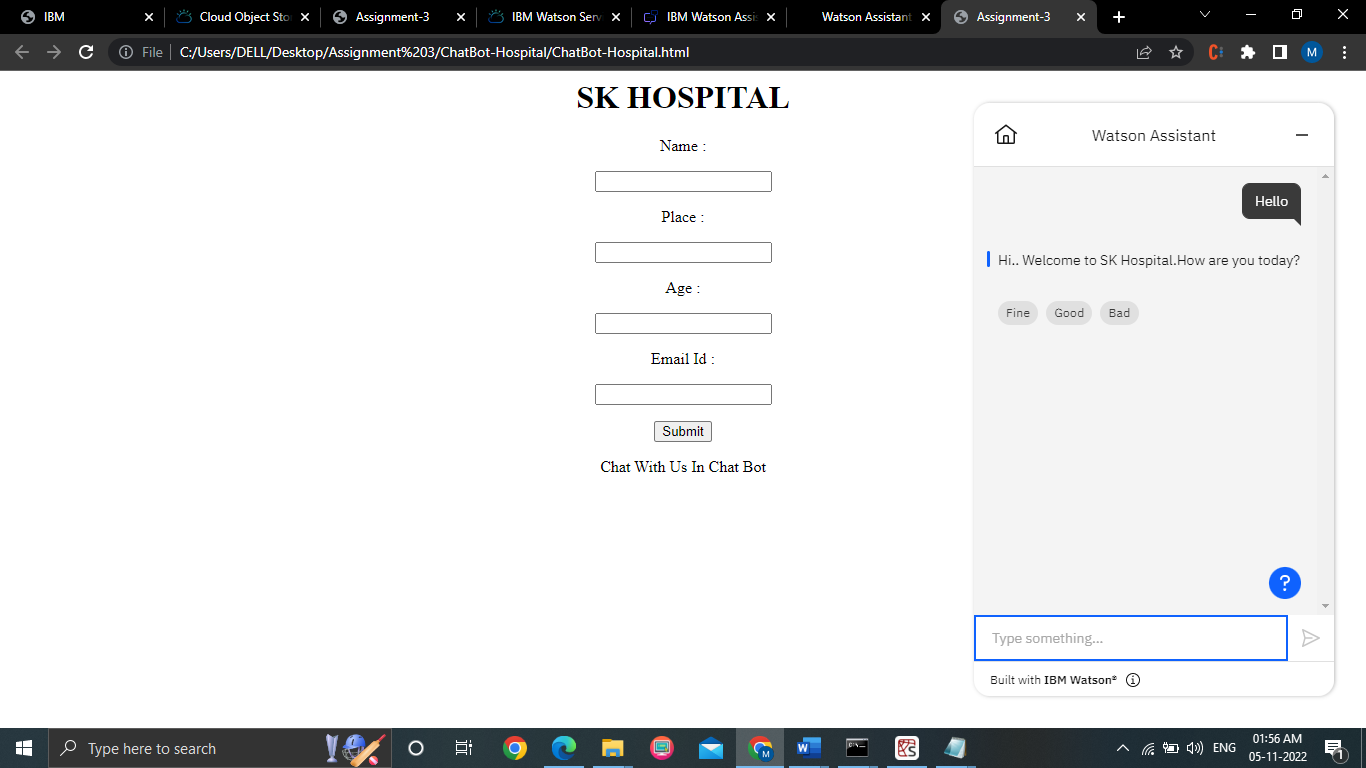 IBM
Cloud Object Sto
Assignment-3
IBM Watson Serv
IBM Watson Assis
Watson Assistant
Assignment-3
File
C:/Users/DELL/Desktop/Assignment%203/ChatBot-Hospital/ChatBot-Hospital.html
M
SK HOSPITAL
Name :
Place :
Age :
Email Id :
Submit
Chat With Us In Chat Bot
Watson Assistant
Hello
Hi.. Welcome to SK Hospital.How are you today?
Fine Good Bad
?
Type something...
Built with IBM Watson®
Type here to search
ENG
01:56 AM
05-11-2022
1